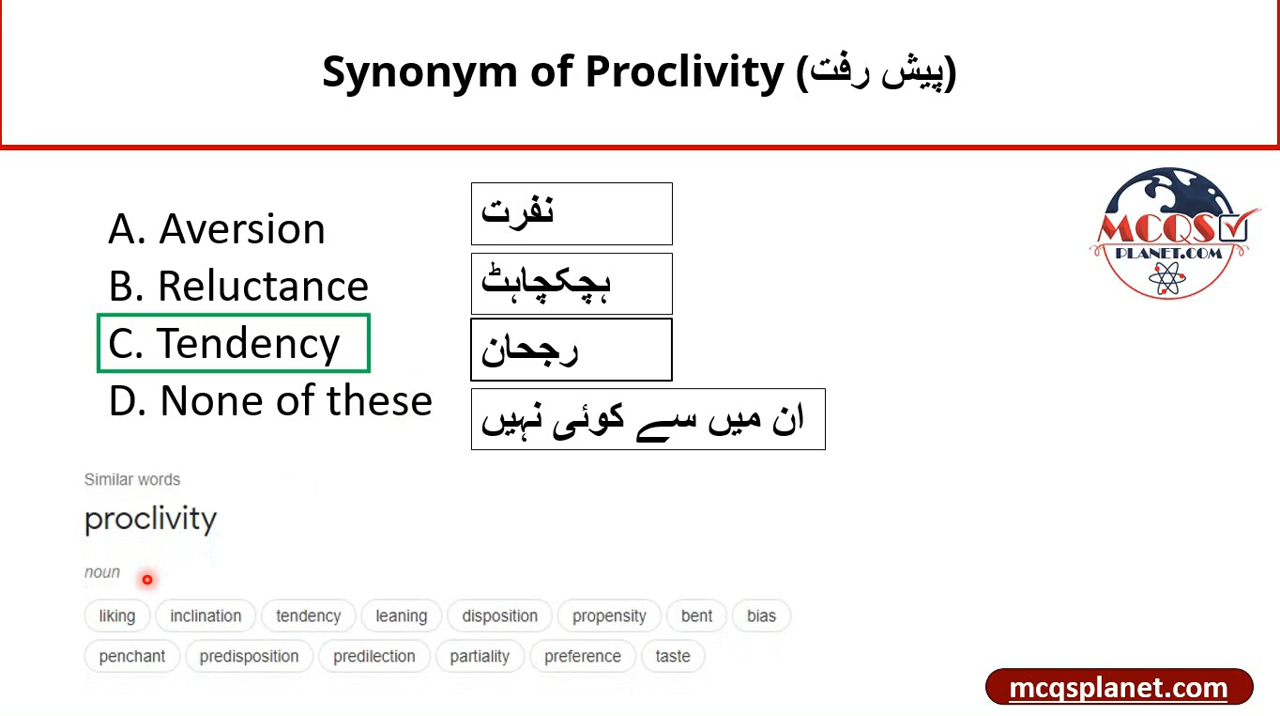 Synonym of Proclivity (پیش رفت)
MCQS
PLANET.COM
A. Aversion
نفرت
B. Reluctance
ہچکچاہٹ
C. Tendency
رجحان
D. None of these
ان میں سے کوئی نہیں
Similar words
proclivity
noun
liking inclination tendency leaning disposition propensity bent bias
penchant predisposition predilection partiality preference taste
mcqsplanet.com